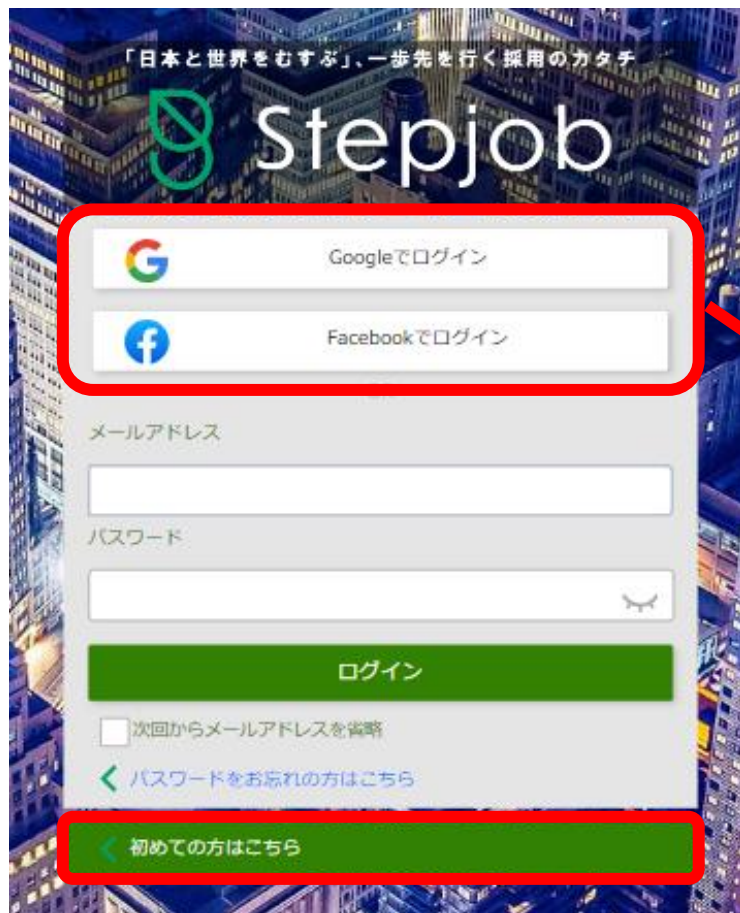 「日本と世界をむすぶ」、一歩先を行く採用のカタチ
Stepjob
Googleでログイン
Facebookでログイン
メールアドレス
パスワード
ログイン
次回からメールアドレスを省略
パスワードをお忘れの方はこちら
初めての方はこちら